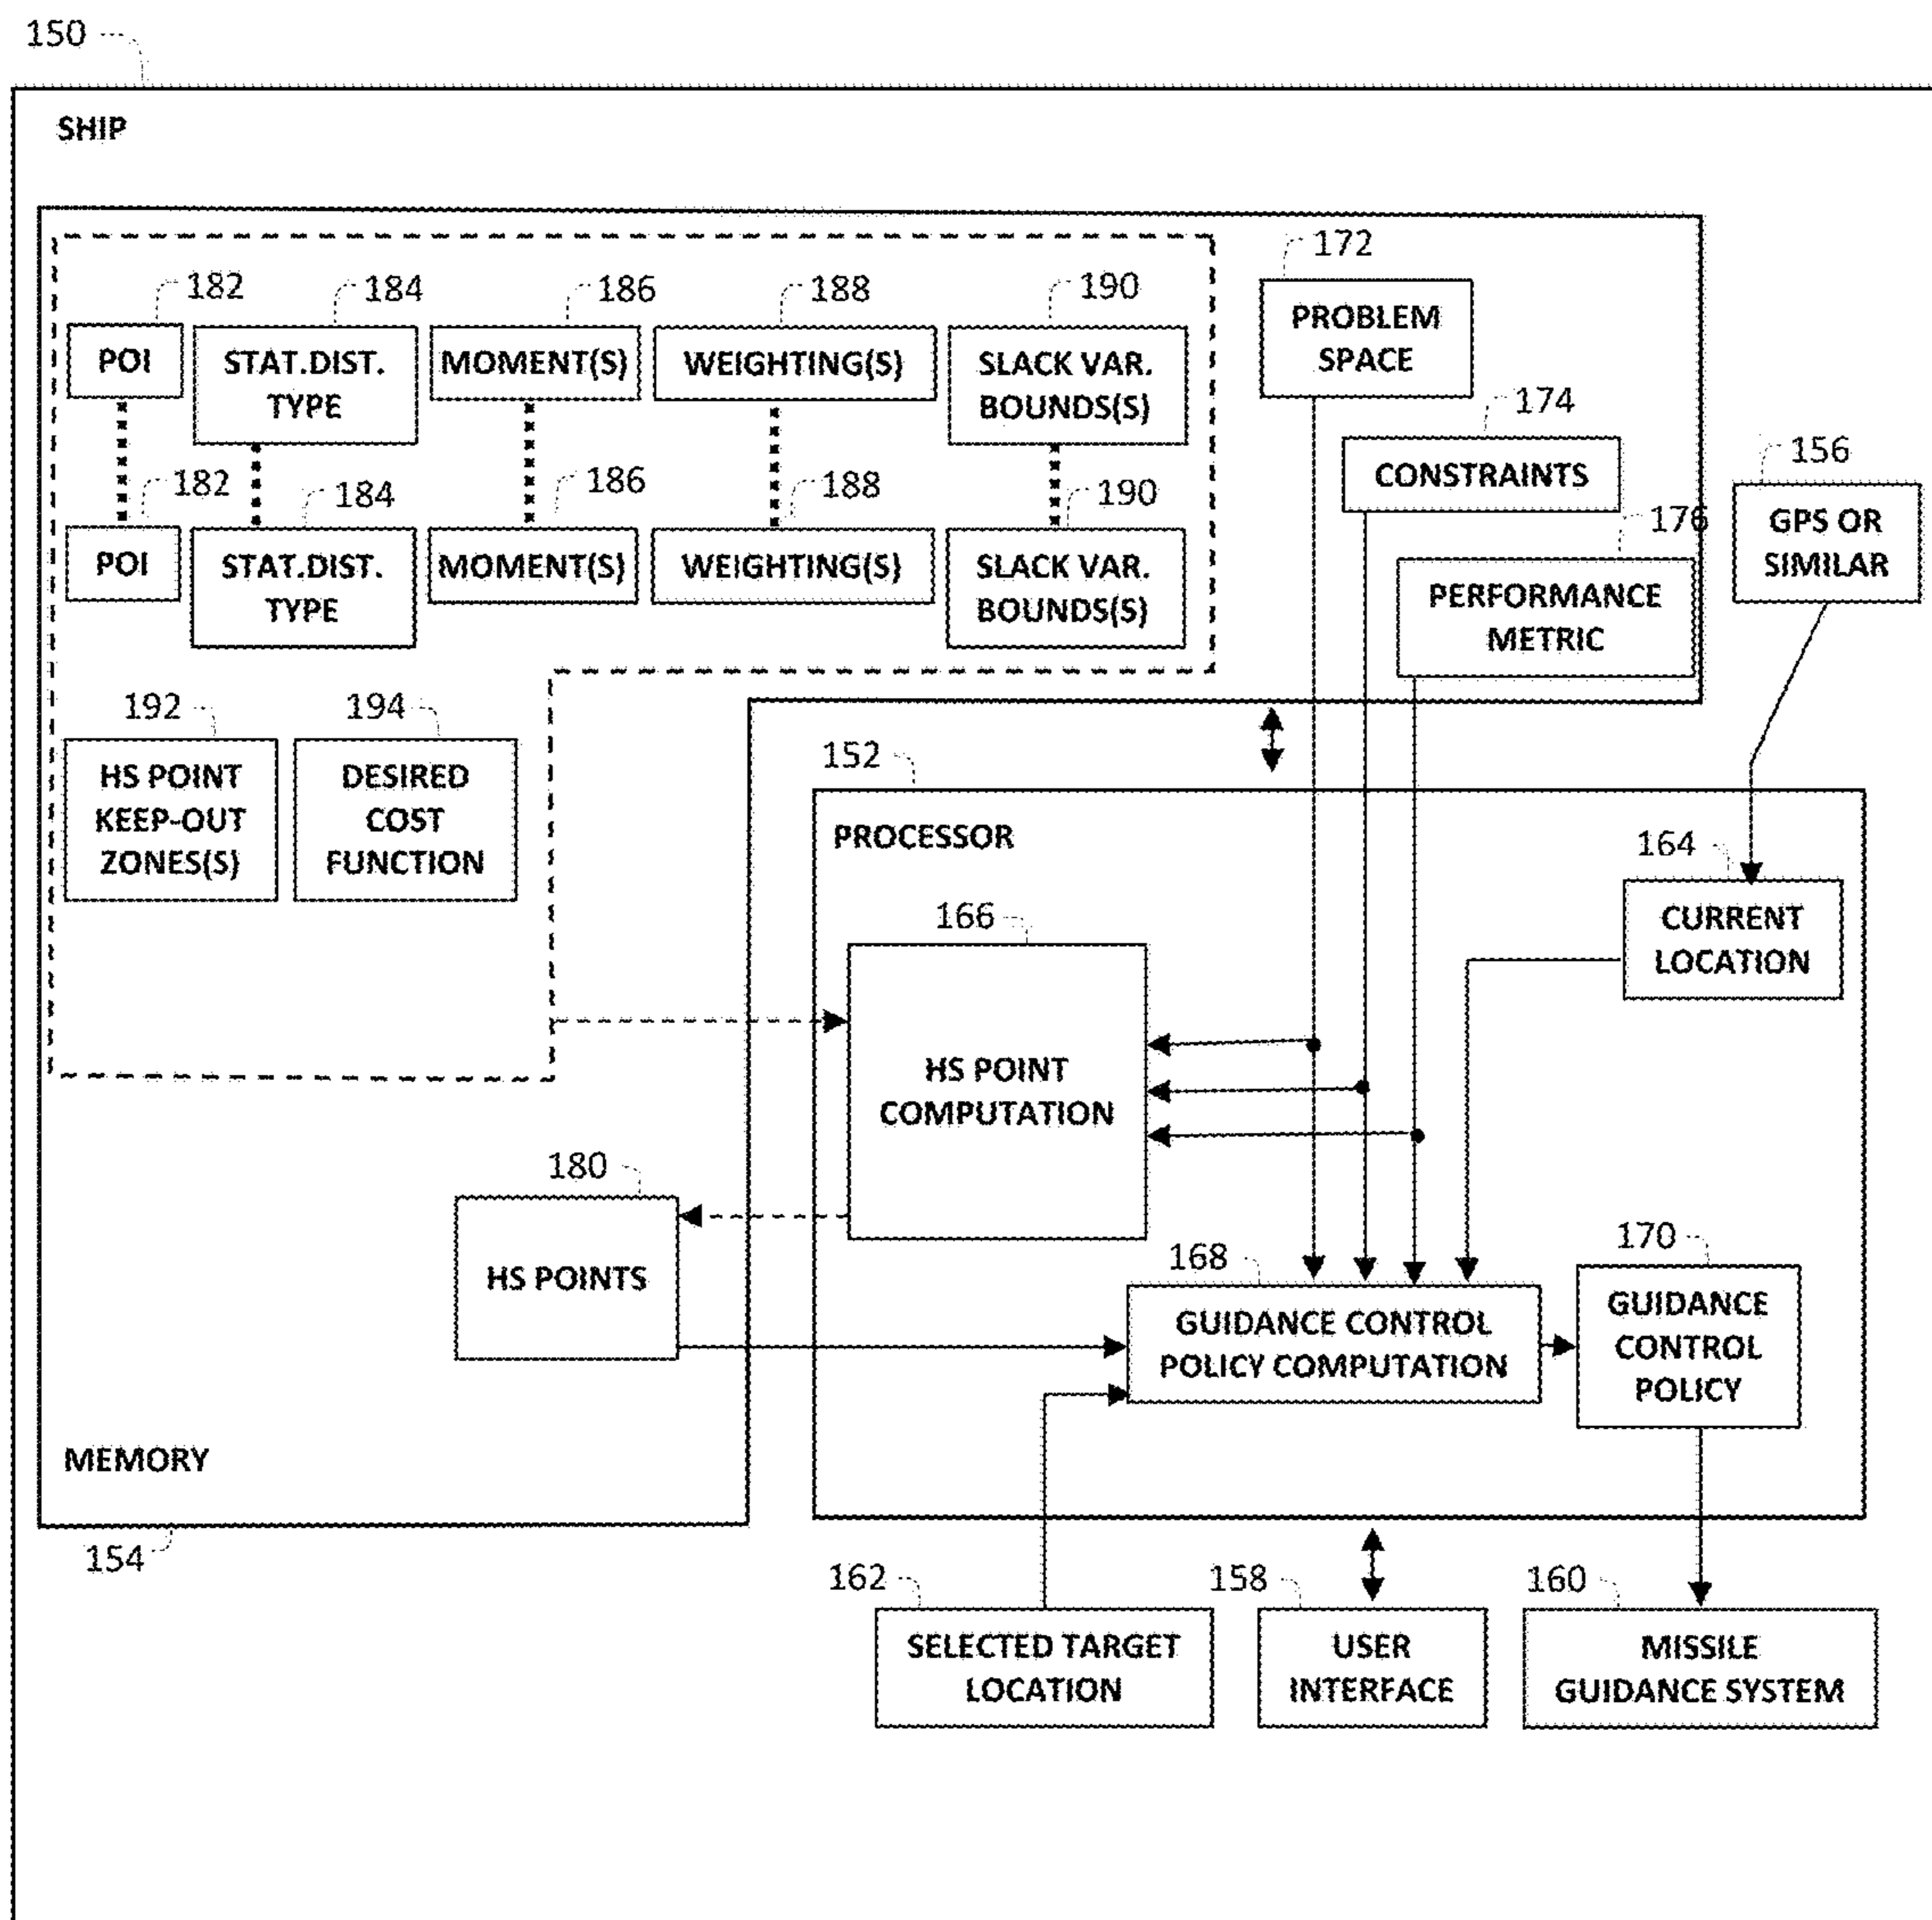 150
SHIP
172
182
184
186
188
190
PROBLEM
SPACE
POI
STAT.DIST.
TYPE
MOMENT(S)
WEIGHTING(S)
SLACK VAR.
BOUNDS(S)
174
CONSTRAINTS
156
GPS OR
SIMILAR
182
184
186
188
190
176
POI
STAT.DIST.
TYPE
MOMENT(S)
WEIGHTING(S)
SLACK VAR.
BOUNDS(S)
PERFORMANCE
METRIC
192
194
HS POINT
KEEP-OUT
ZONES(S)
DESIRED
COST
FUNCTION
152
PROCESSOR
164
CURRENT
LOCATION
166
HS POINT
COMPUTATION
180
HS POINTS
168
GUIDANCE CONTROL
POLICY COMPUTATION
170
GUIDANCE
CONTROL
POLICY
MEMORY
154
162
SELECTED TARGET
LOCATION
158
USER
INTERFACE
160
MISSILE
GUIDANCE SYSTEM